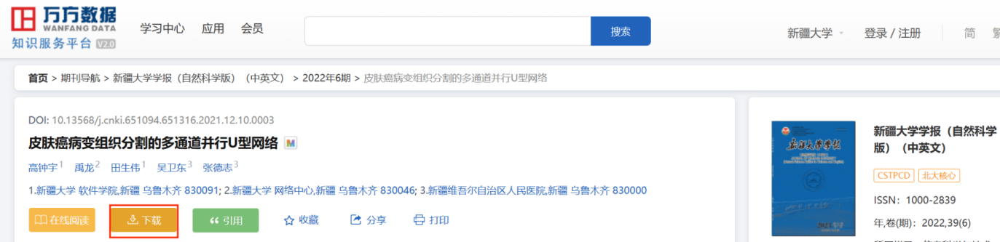 万方数据
WANFANG DATA
知识服务平台 V2.0
学习中心 应用 会员
搜索
新疆大学
登录 / 注册
简
首页 > 期刊导航 > 新疆大学学报（自然科学版）（中英文） > 2022年6期 > 皮肤癌病变组织分割的多通道并行U型网络
DOI: 10.13568/j.cnki.651094.651316.2021.12.10.0003
皮肤癌病变组织分割的多通道并行U型网络 M
高钟宇1 禹龙2 田生伟1 吴卫东3 张德志3
1.新疆大学 软件学院,新疆 乌鲁木齐 830091; 2.新疆大学 网络中心,新疆 乌鲁木齐 830046; 3.新疆维吾尔自治区人民医院,新疆 乌鲁木齐 830000
在线阅读 下载 引用 收藏 分享 打印
新疆大学学报
新疆大学学报（自然科学
版）（中英文）
CSTPCD 北大核心
ISSN：1000-2839
年,卷(期)：2022,39(6)